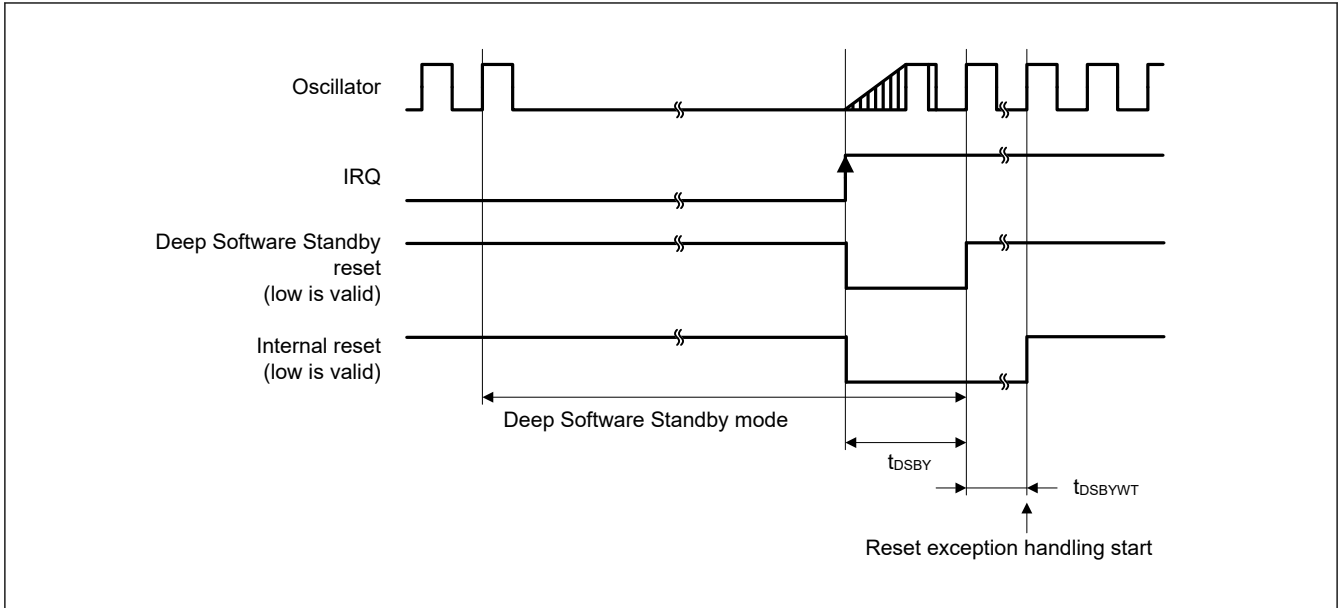 Oscillator
IRQ
Deep Software Standby
reset
(low is valid)
Internal reset
(low is valid)
Deep Software Standby mode
tDSBY
tDSBYWT
Reset exception handling start